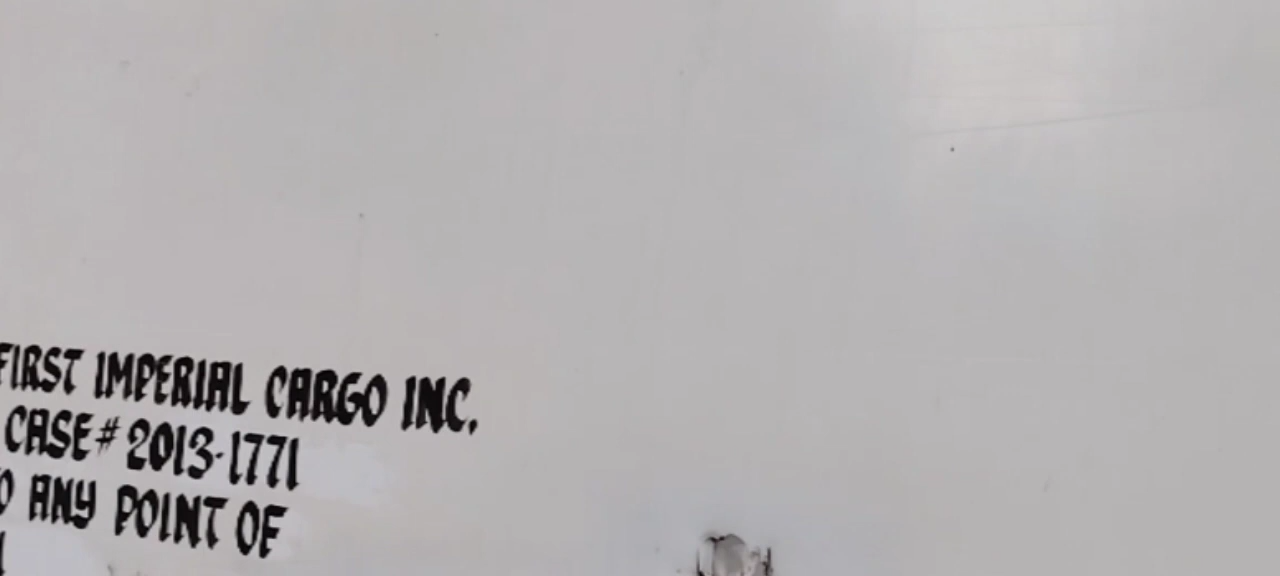 FIRST IMPERIAL CARGO INC.
CASE# 2013-1771
ANY POINT OF